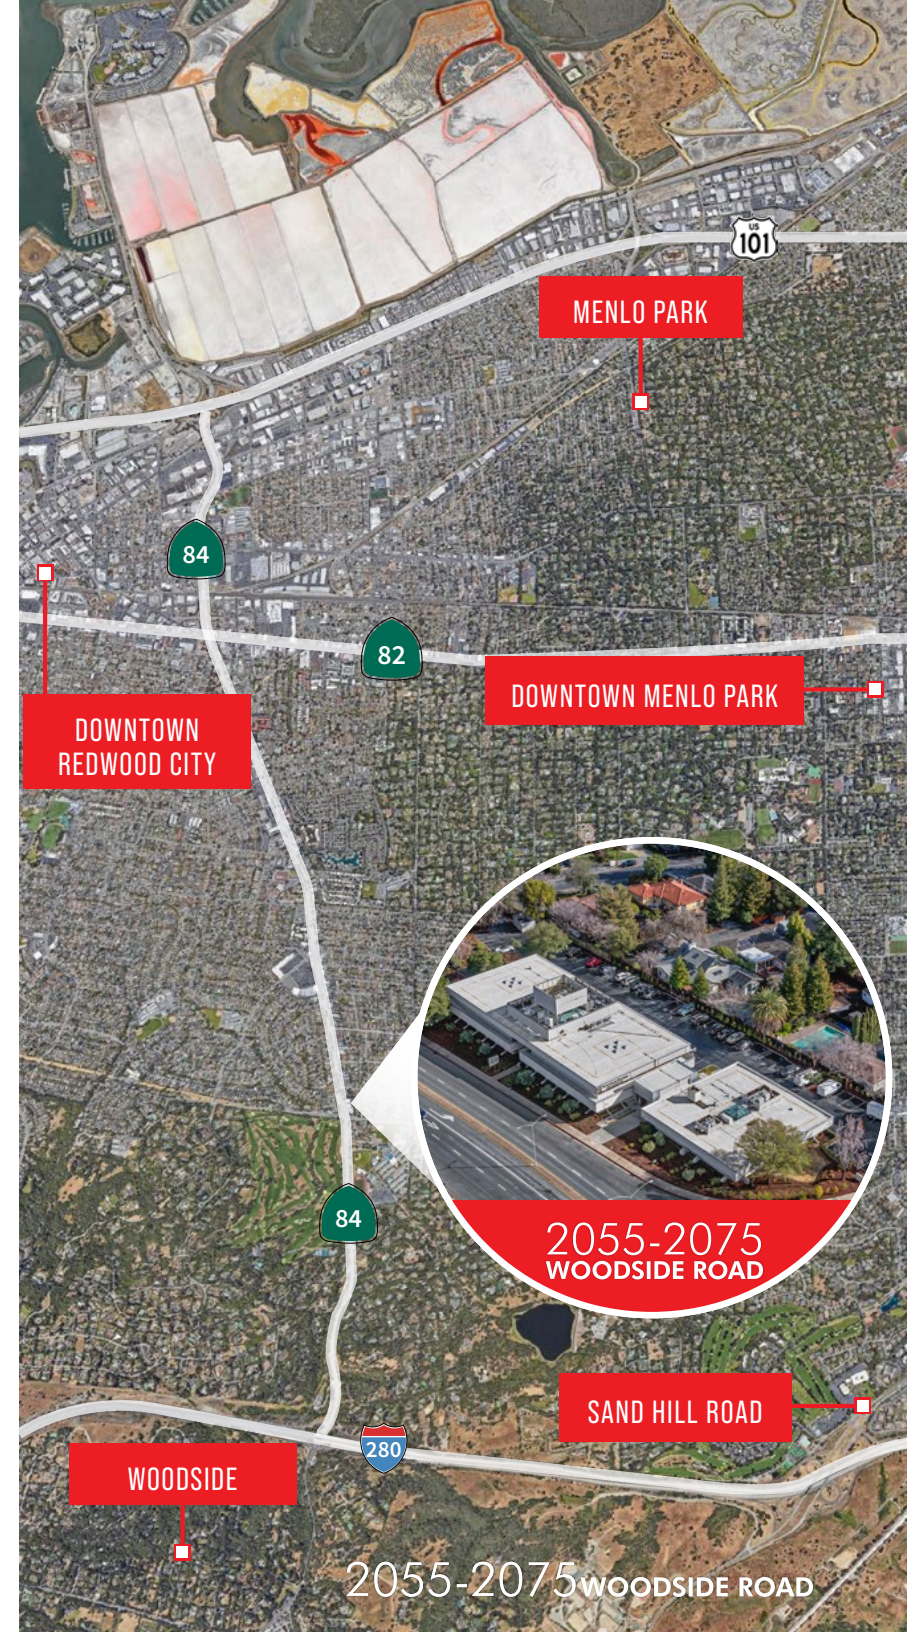 US
101
MENLO PARK
84
82
DOWNTOWN MENLO PARK
DOWNTOWN
REDWOOD CITY
84
2055-2075
WOODSIDE ROAD
SAND HILL ROAD
280
WOODSIDE
2055-2075 WOODSIDE ROAD